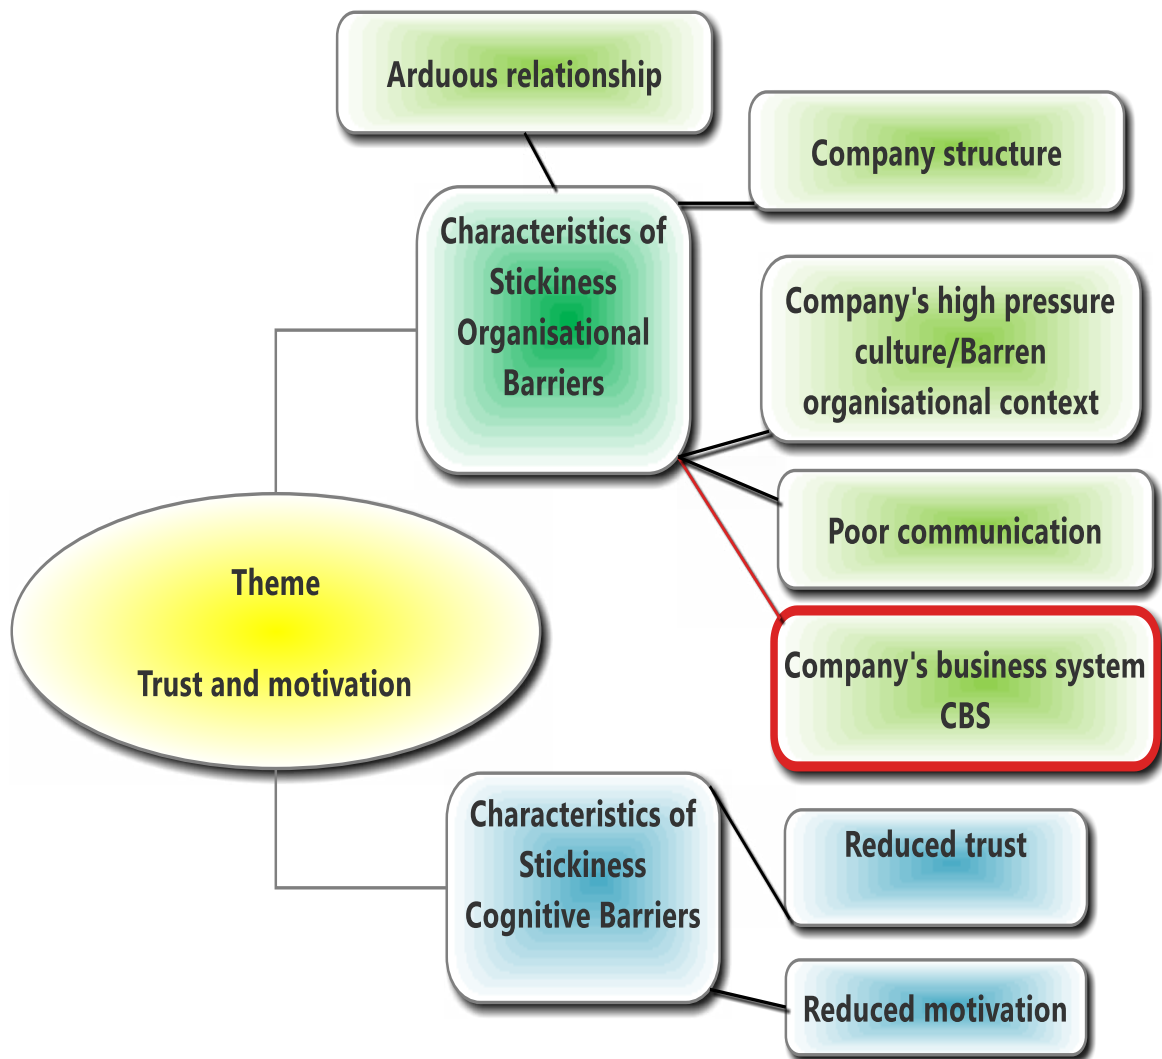 Arduous relationship
Company structure
Characteristics of
Stickiness
Organisational
Barriers
Company's high pressure
culture/Barren
organisational context
Poor communication
Theme
Trust and motivation
Company's business system
CBS
Characteristics of
Stickiness
Cognitive Barriers
Reduced trust
Reduced motivation